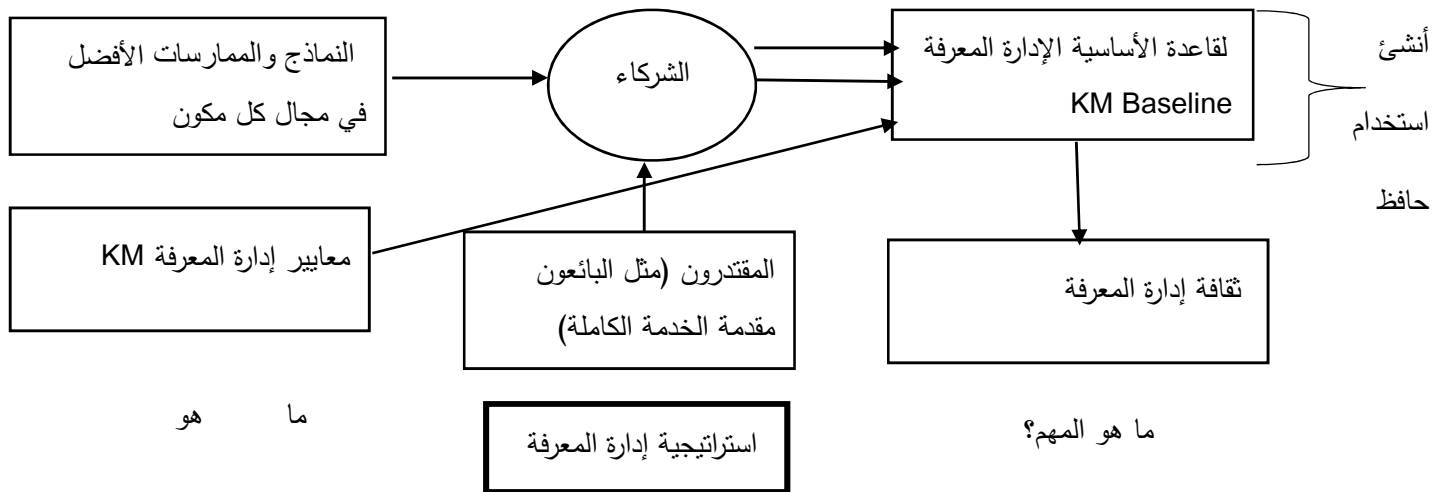 النماذج والممارسات الأفضل
في مجال كل مكون
الشركاء
لقاعدة الأساسية الإدارة المعرفة
KM Baseline
أنشئ
استخدام
حافظ
معايير إدارة المعرفة KM
المقتدرون (مثل البائعون
مقدمة الخدمة الكاملة)
ثقافة إدارة المعرفة
ما هو
استراتيجية إدارة المعرفة
ما هو المهم؟